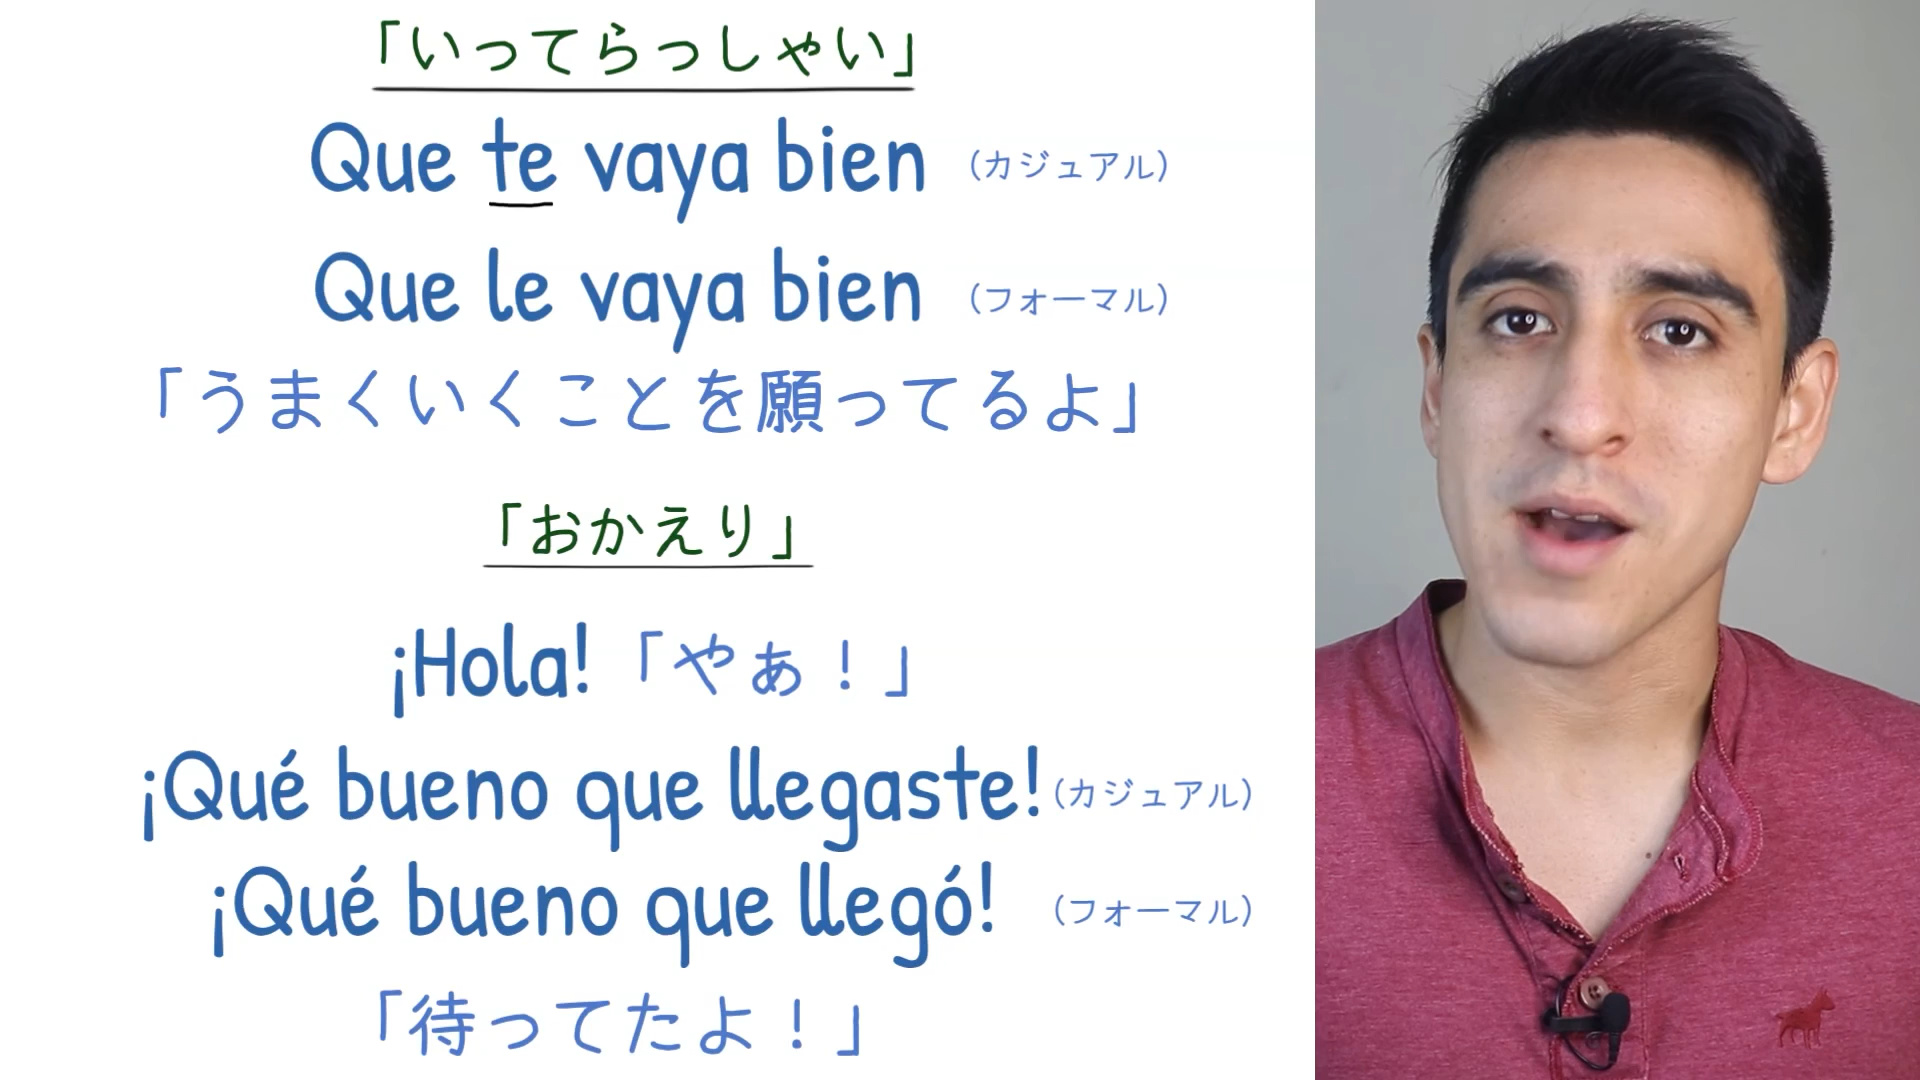 「いってらっしゃい」
Que te vaya bien （カジュアル）
Que le vaya bien （フォーマル）
「うまくいくことを願ってるよ」
「おかえり」
¡Hola! 「やぁ！」
¡Qué bueno que llegaste! （カジュアル）
¡Qué bueno que llegó! （フォーマル）
「待ってたよ！」